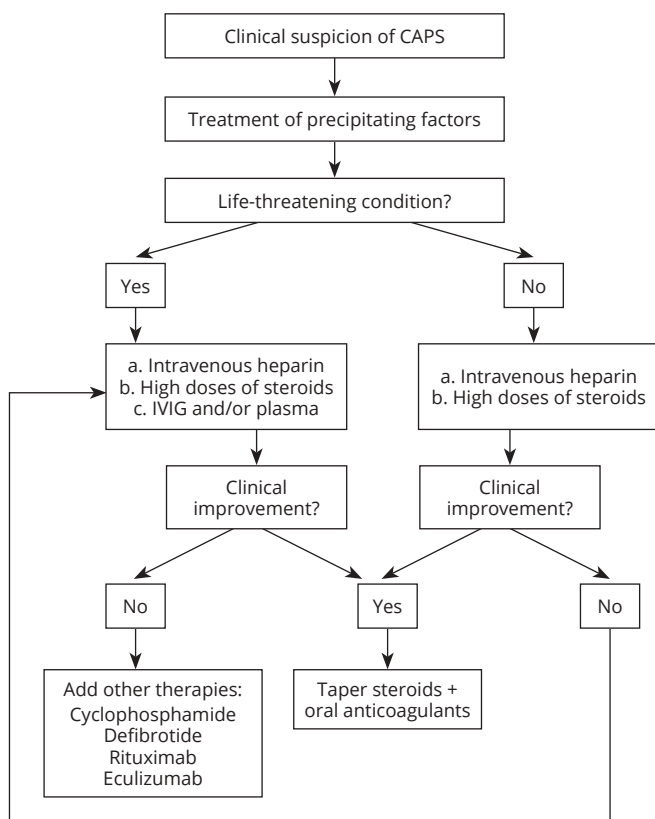 Clinical suspicion of CAPS
Treatment of precipitating factors
Life-threatening condition?
Yes
No
a. Intravenous heparin
b. High doses of steroids
c. IVIG and/or plasma
a. Intravenous heparin
b. High doses of steroids
Clinical
improvement?
Clinical
improvement?
No
Yes
No
Add other therapies:
Cyclophosphamide
Defibrotide
Rituximab
Eculizumab
Taper steroids +
oral anticoagulants